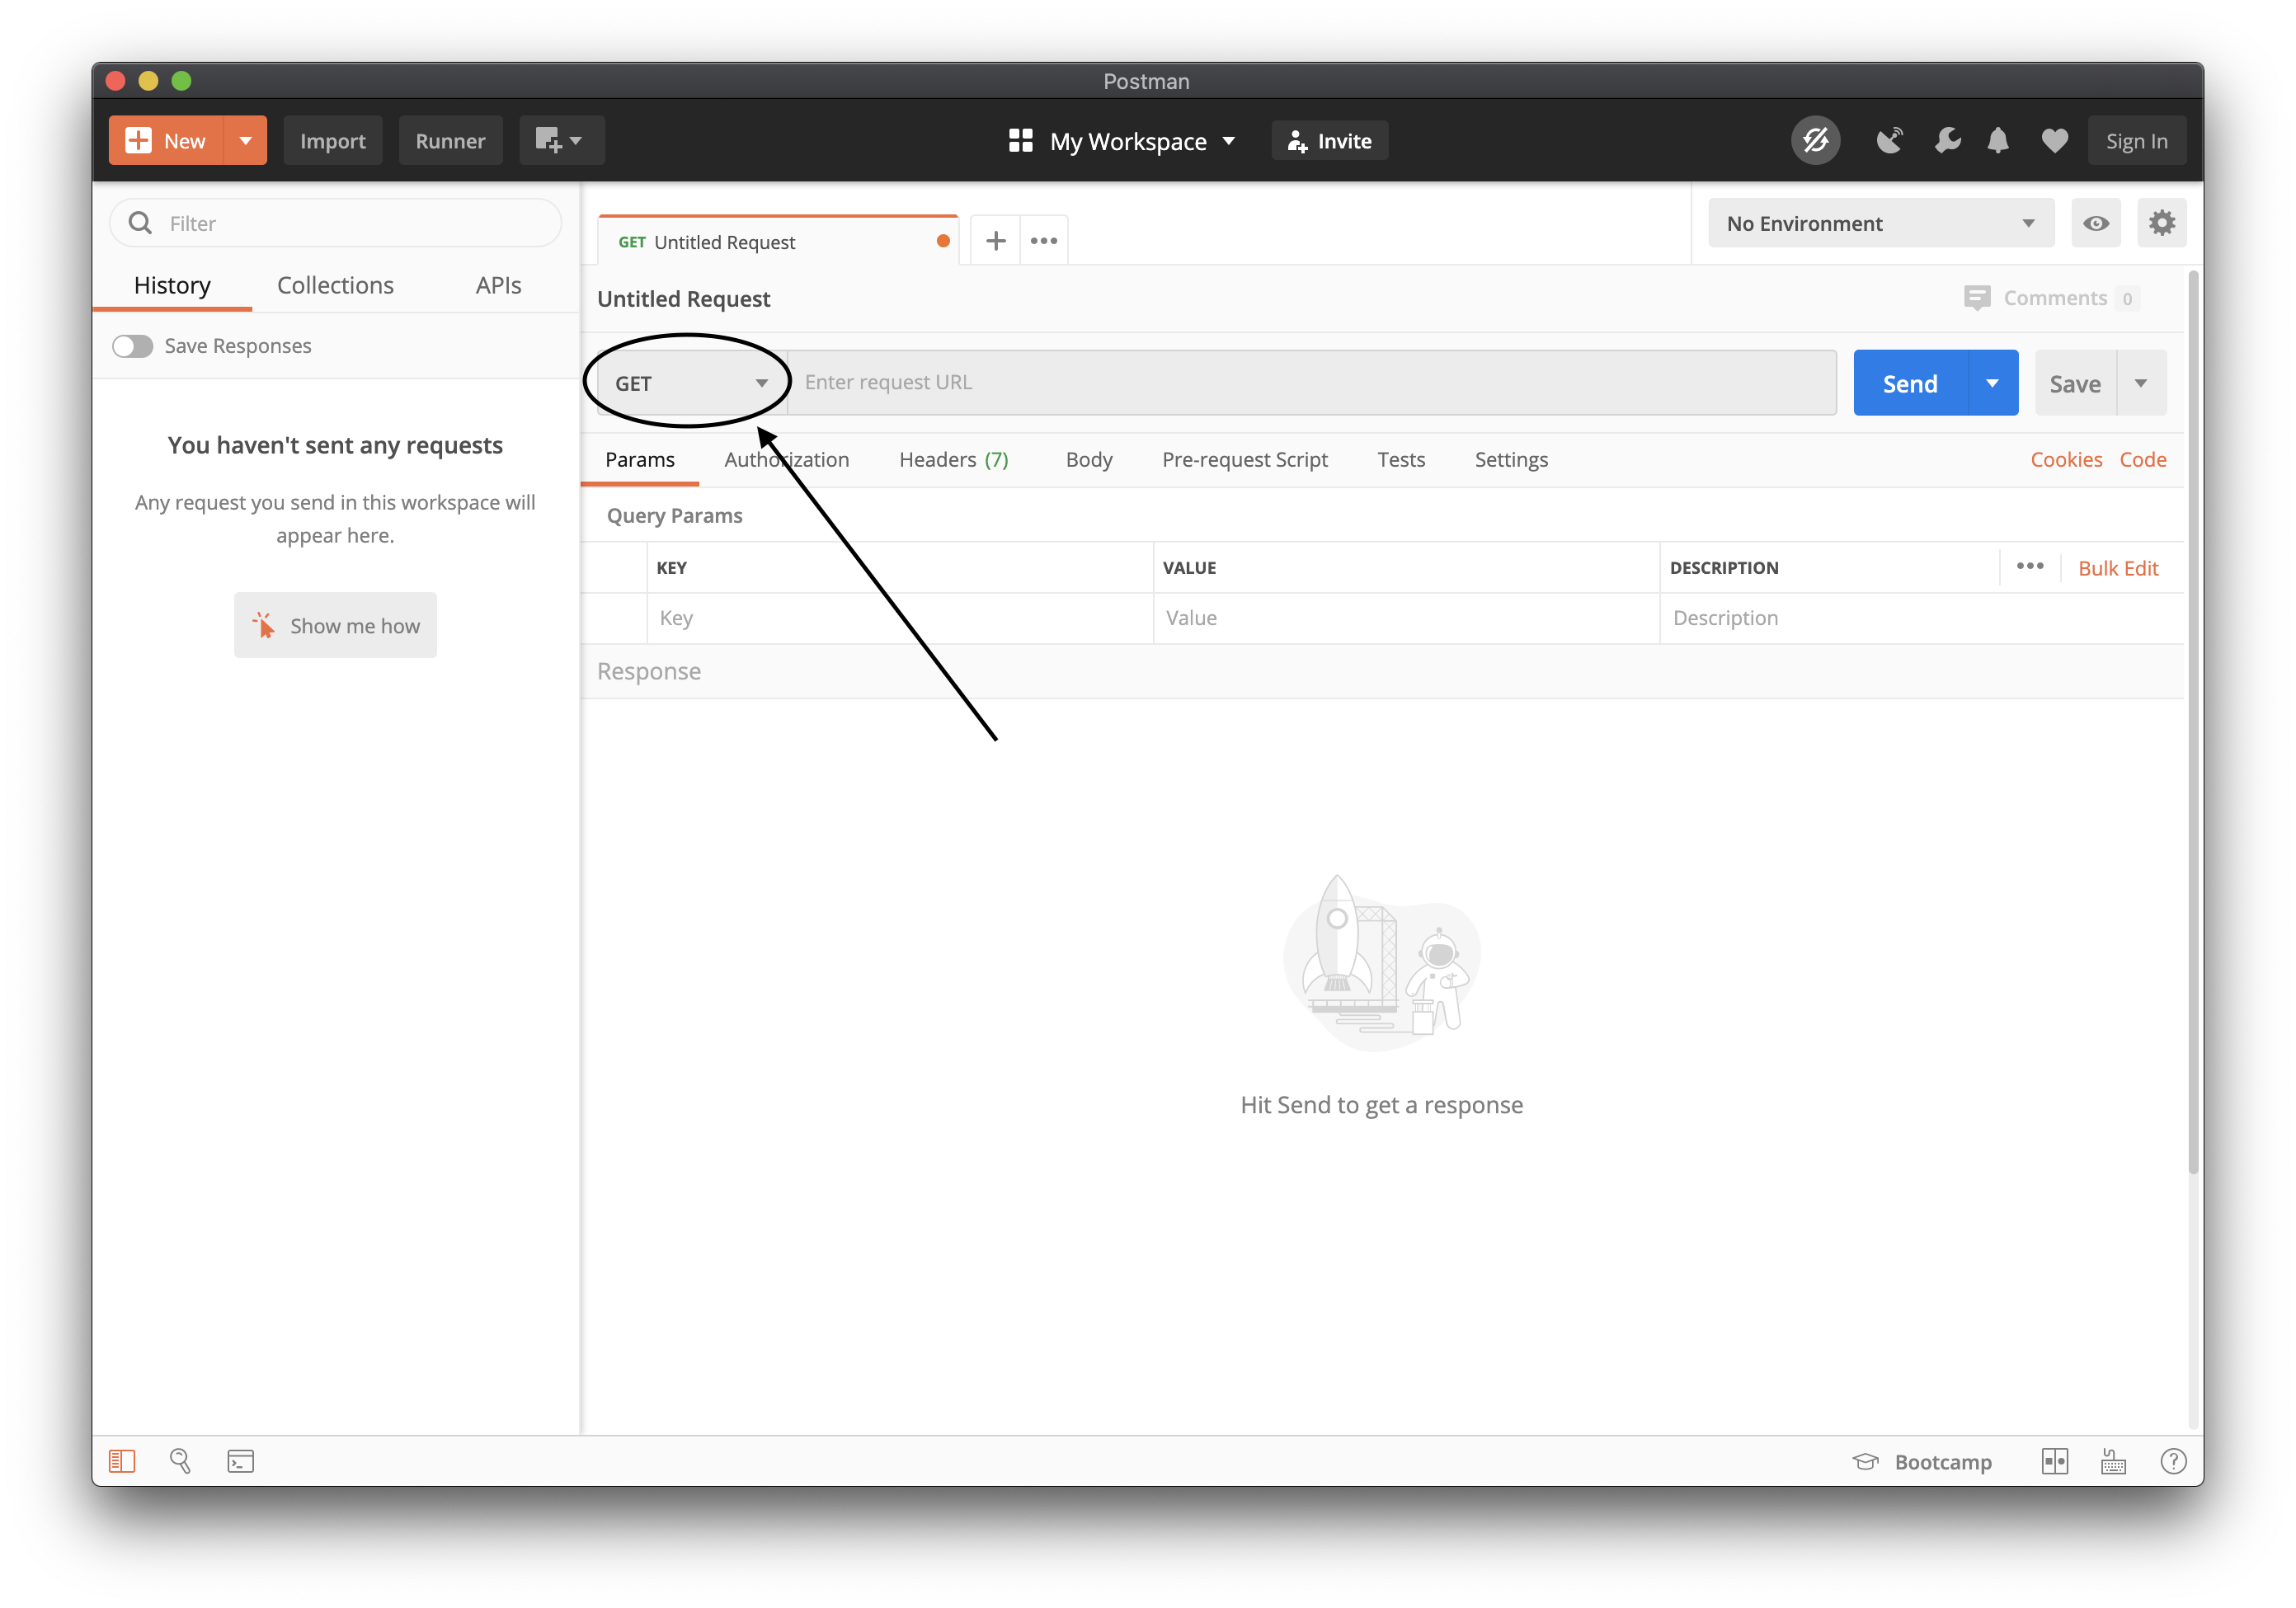 Postman
New
Import
Runner
My Workspace
Invite
Sign In
Filter
History
Collections
APIs
Save Responses
You haven't sent any requests
Any request you send in this workspace will
appear here.
Show me how
GET Untitled Request
No Environment
Untitled Request
Comments 0
GET
Enter request URL
Send
Save
Params
Authorization
Headers (7)
Body
Pre-request Script
Tests
Settings
Cookies
Code
Query Params
KEY
VALUE
DESCRIPTION
Bulk Edit
Key
Value
Description
Response
Hit Send to get a response
Bootcamp